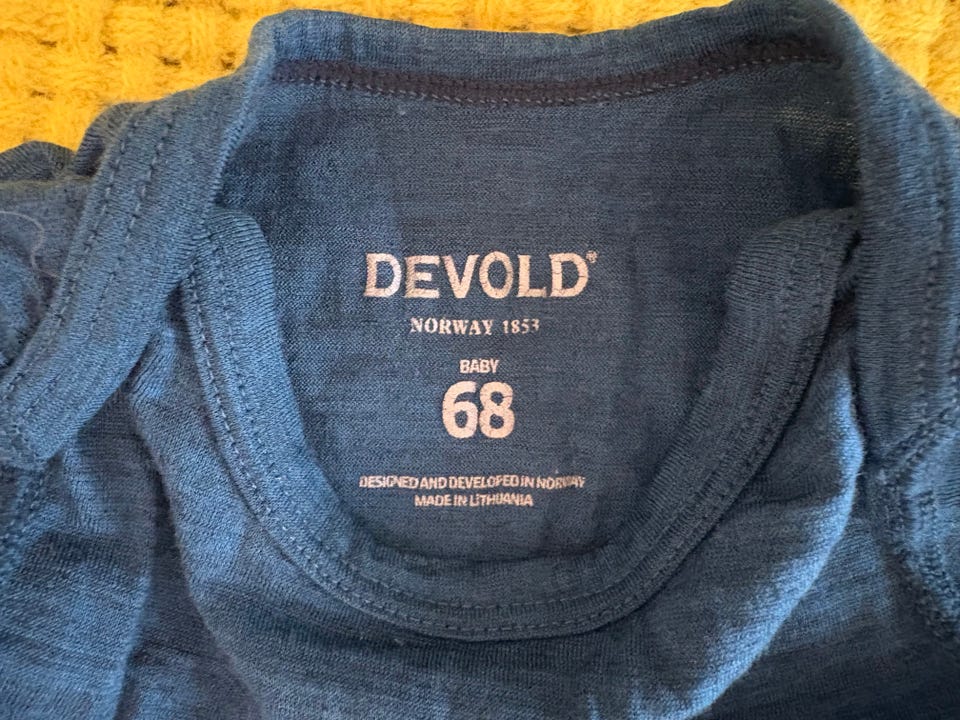 DEVOLD®
NORWAY 1853
BABY
68
DESIGNED AND DEVELOPED IN NORWAY
MADE IN LITHUANIA